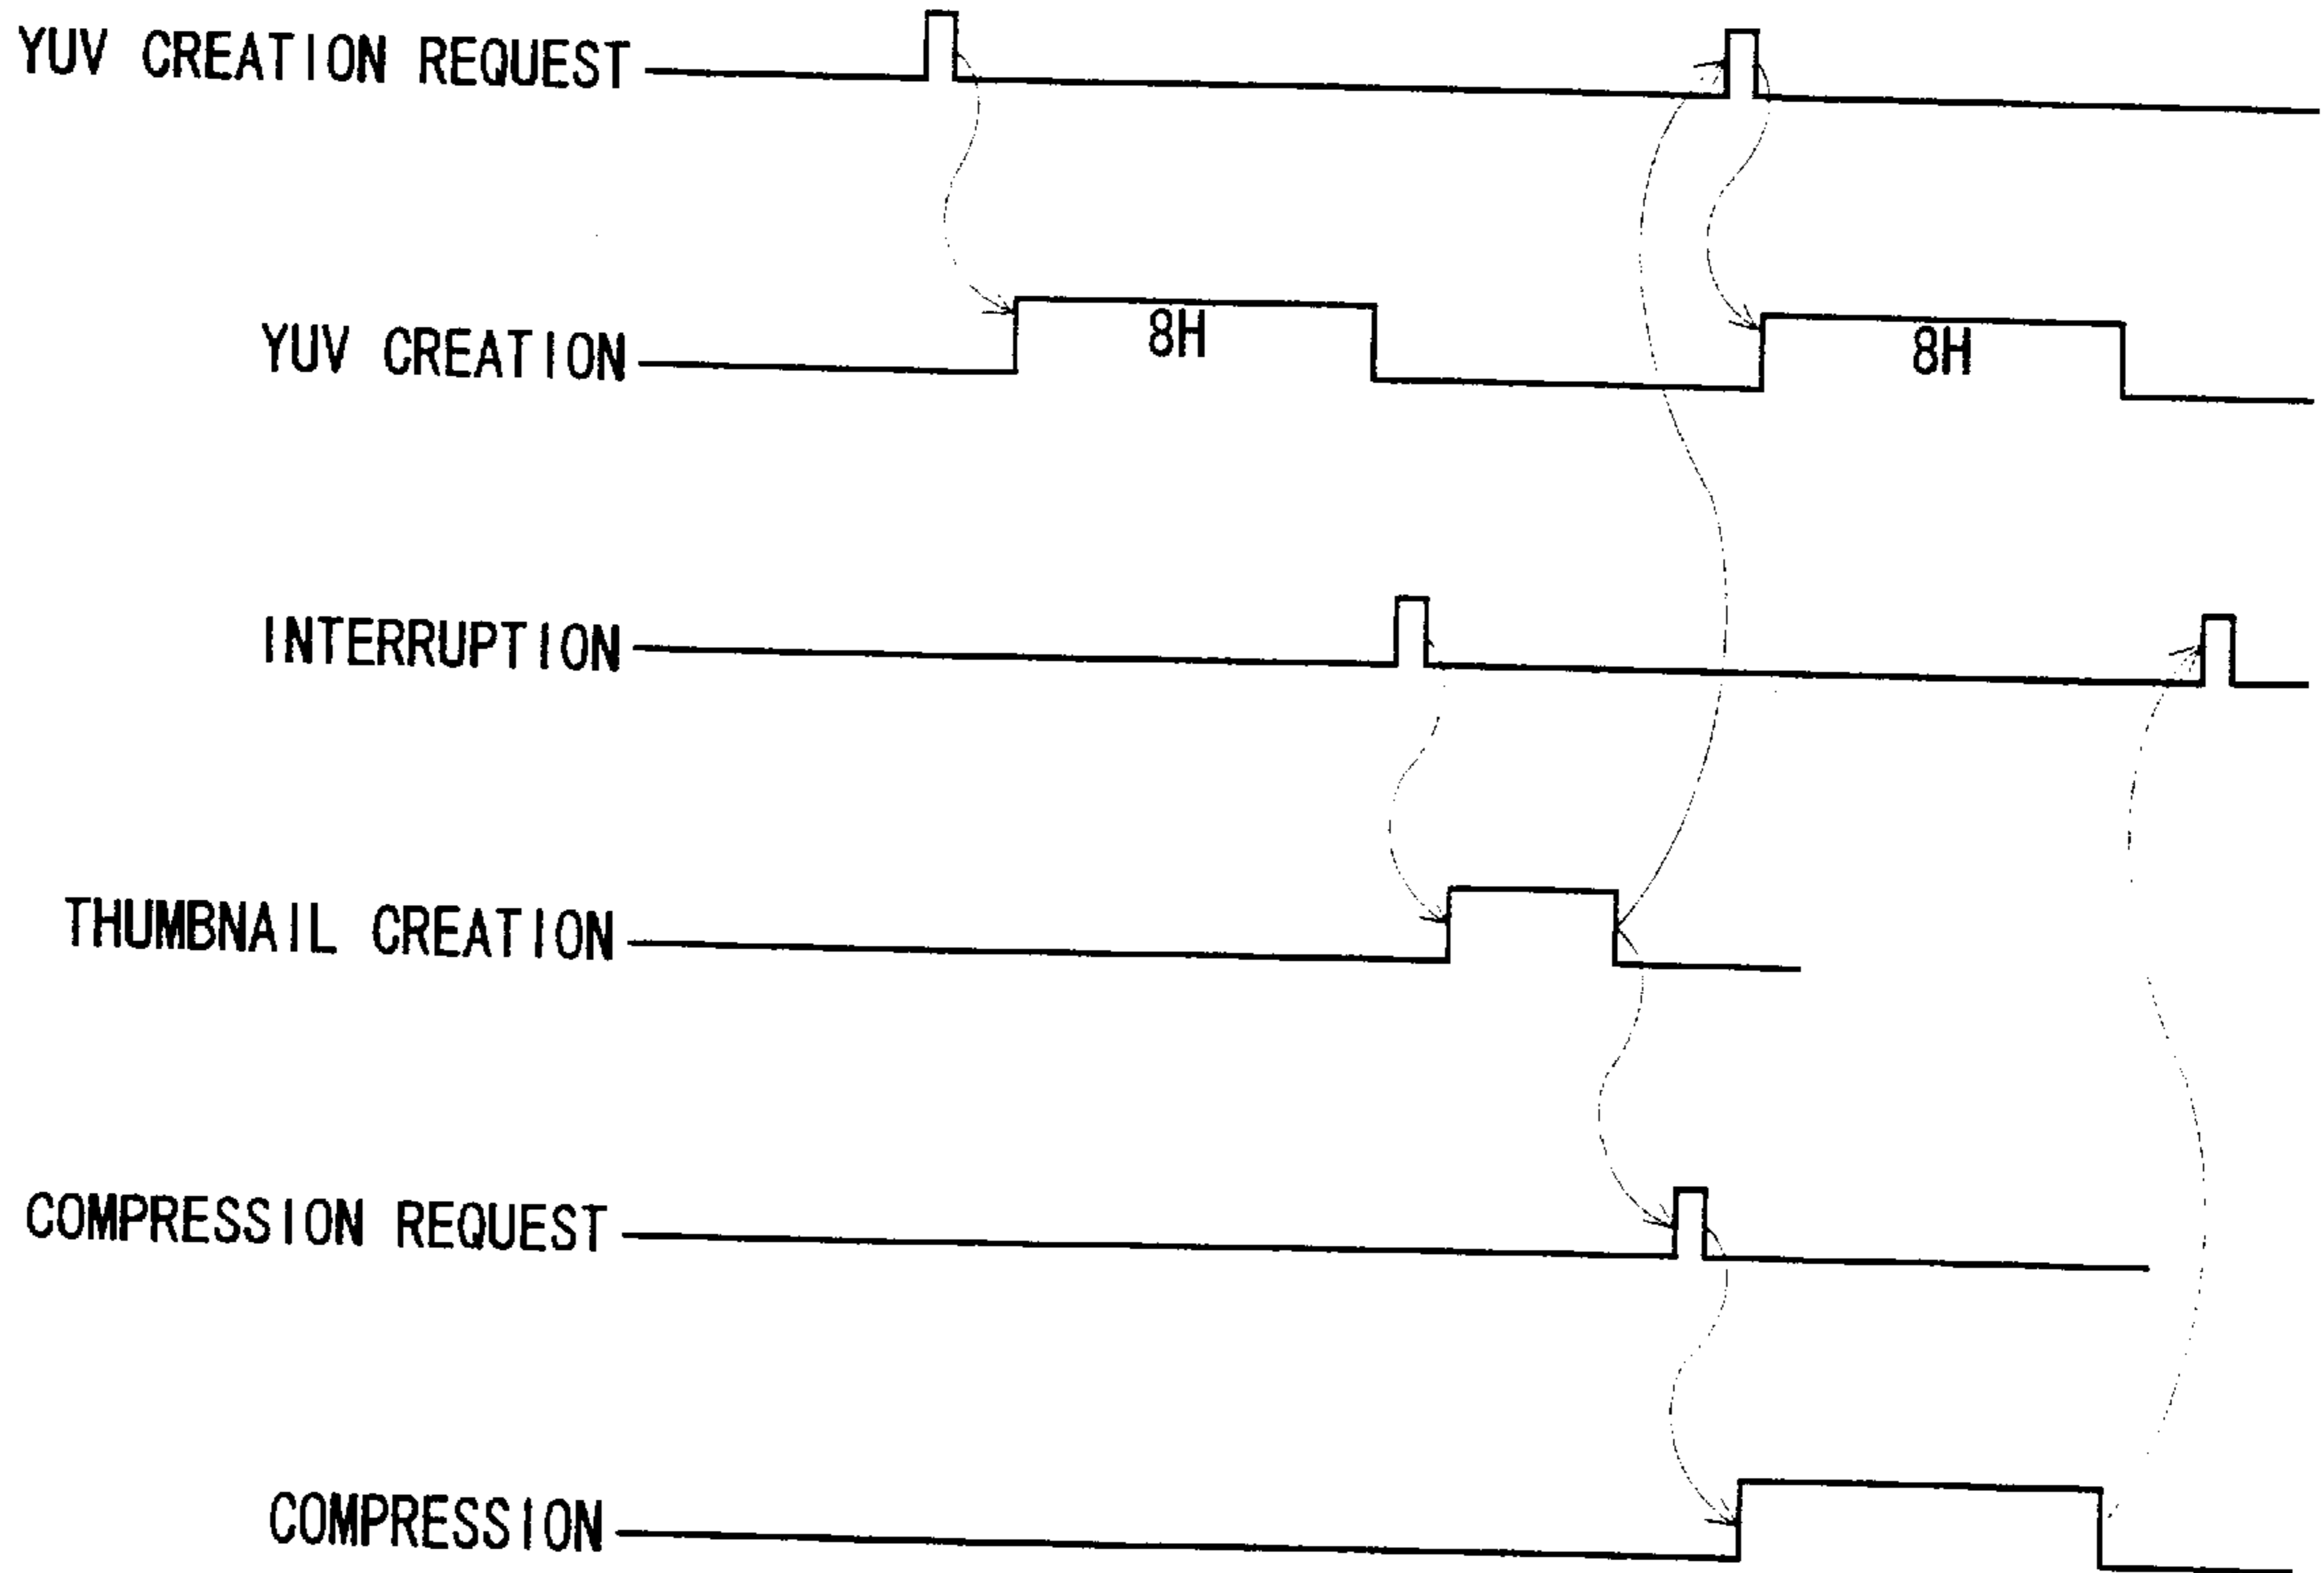 YUV CREATION REQUEST
YUV CREATION
8H
8H
INTERRUPTION
THUMBNAIL CREATION
COMPRESSION REQUEST
COMPRESSION